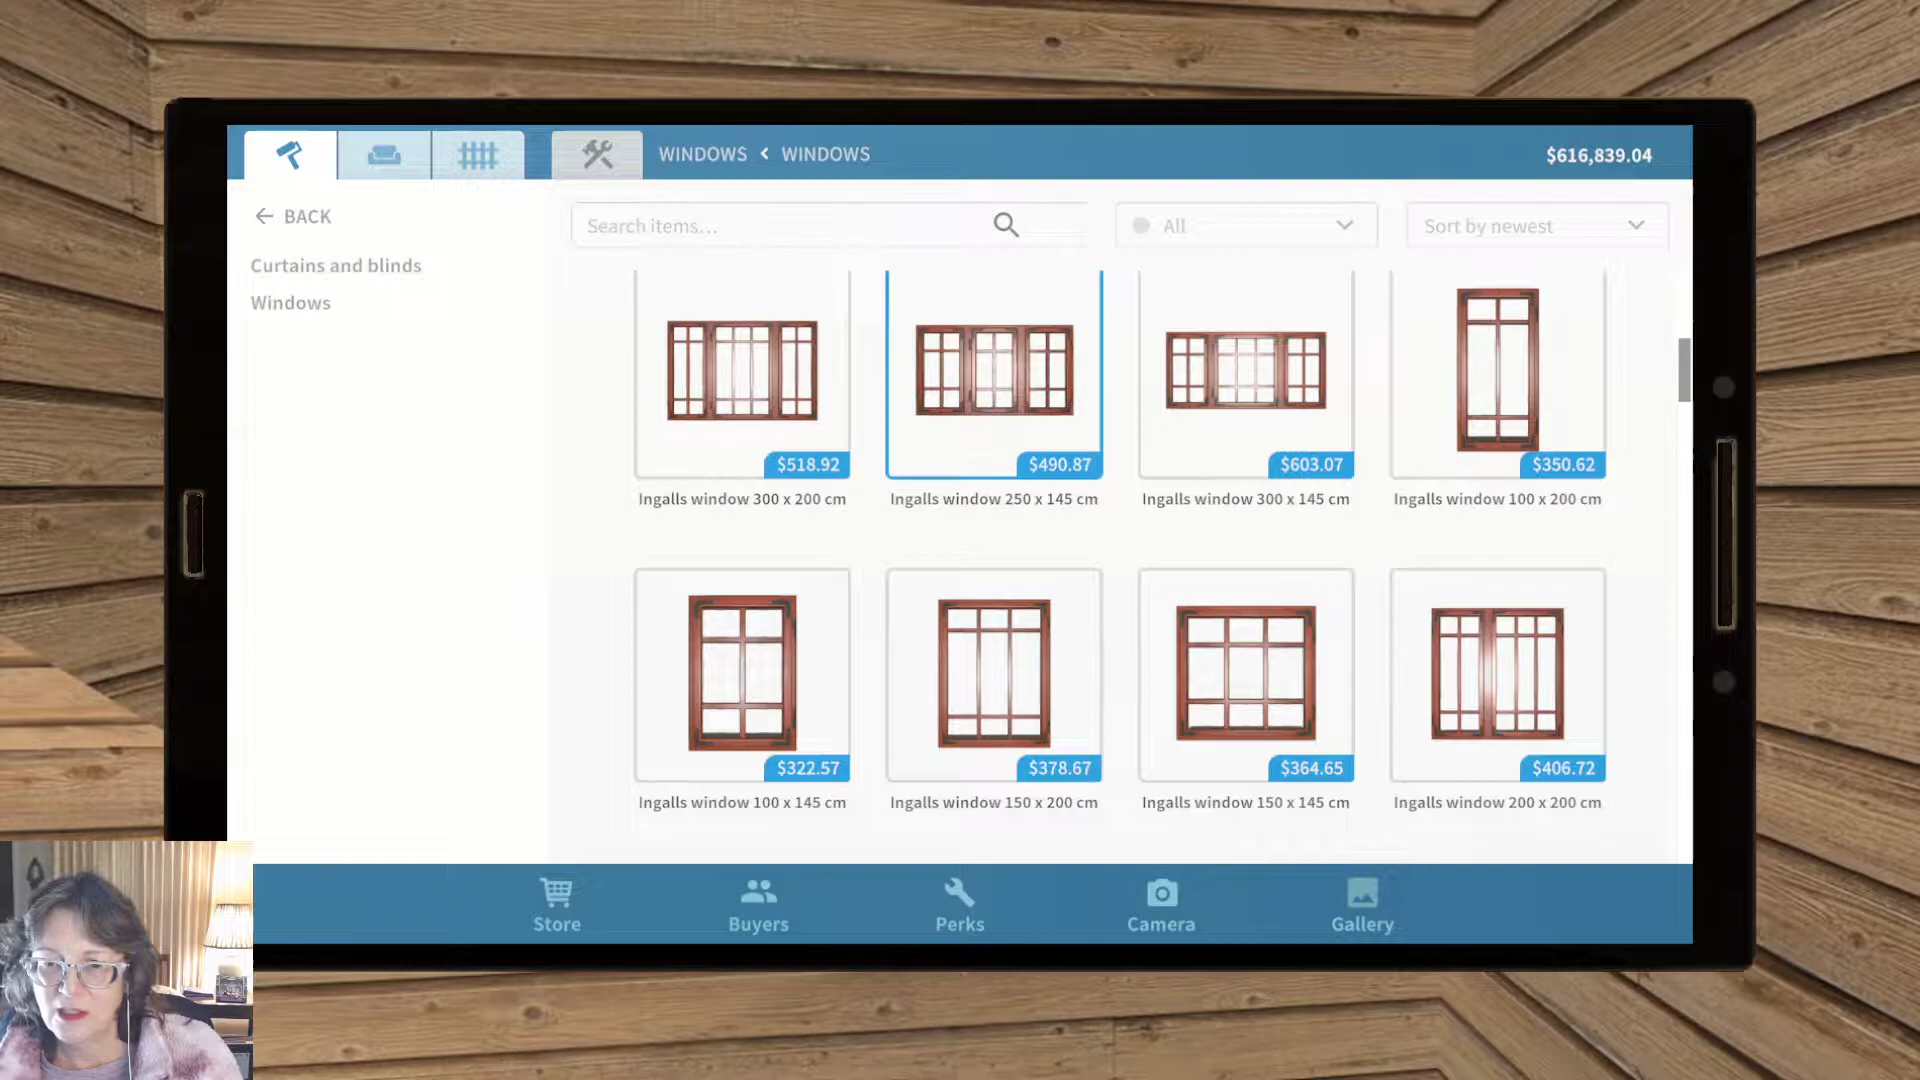 WINDOWS < WINDOWS
$616,839.04
BACK
Curtains and blinds
Windows
Search items...
All
Sort by newest
$518.92
$490.87
$603.07
$350.62
Ingalls window 300 x 200 cm
Ingalls window 250 x 145 cm
Ingalls window 300 x 145 cm
Ingalls window 100 x 200 cm
$322.57
$378.67
$364.65
$406.72
Ingalls window 100 x 145 cm
Ingalls window 150 x 200 cm
Ingalls window 150 x 145 cm
Ingalls window 200 x 200 cm
Store
Buyers
Perks
Camera
Gallery